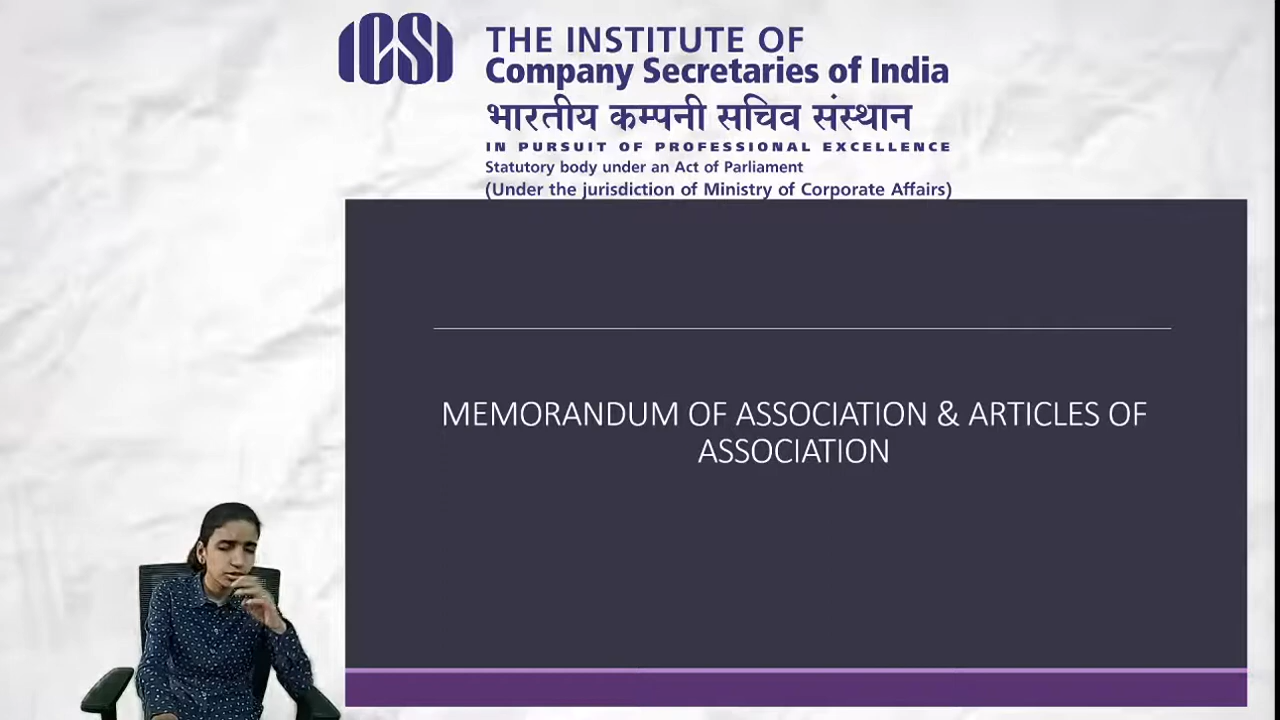 ICSI
THE INSTITUTE OF
Company Secretaries of India
भारतीय कम्पनी सचिव संस्थान
IN PURSUIT OF PROFESSIONAL EXCELLENCE
Statutory body under an Act of Parliament
(Under the jurisdiction of Ministry of Corporate Affairs)
MEMORANDUM OF ASSOCIATION & ARTICLES OF
ASSOCIATION